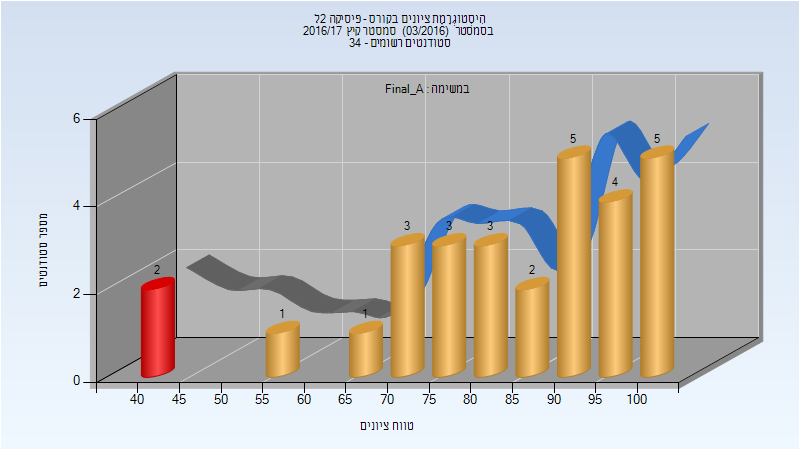 היסטוגרמת ציונים בקורס - פיסיקה 2ל
בסמסטר (03/2016) סמסטר קיץ 2016/17
סטודנטים רשומים - 34
במשימה : Final_A
מספר סטודנטים
6
4
2
0
2
1
1
3
3
3
2
5
4
5
40 45 50 55 60 65 70 75 80 85 90 95 100
טווח ציונים